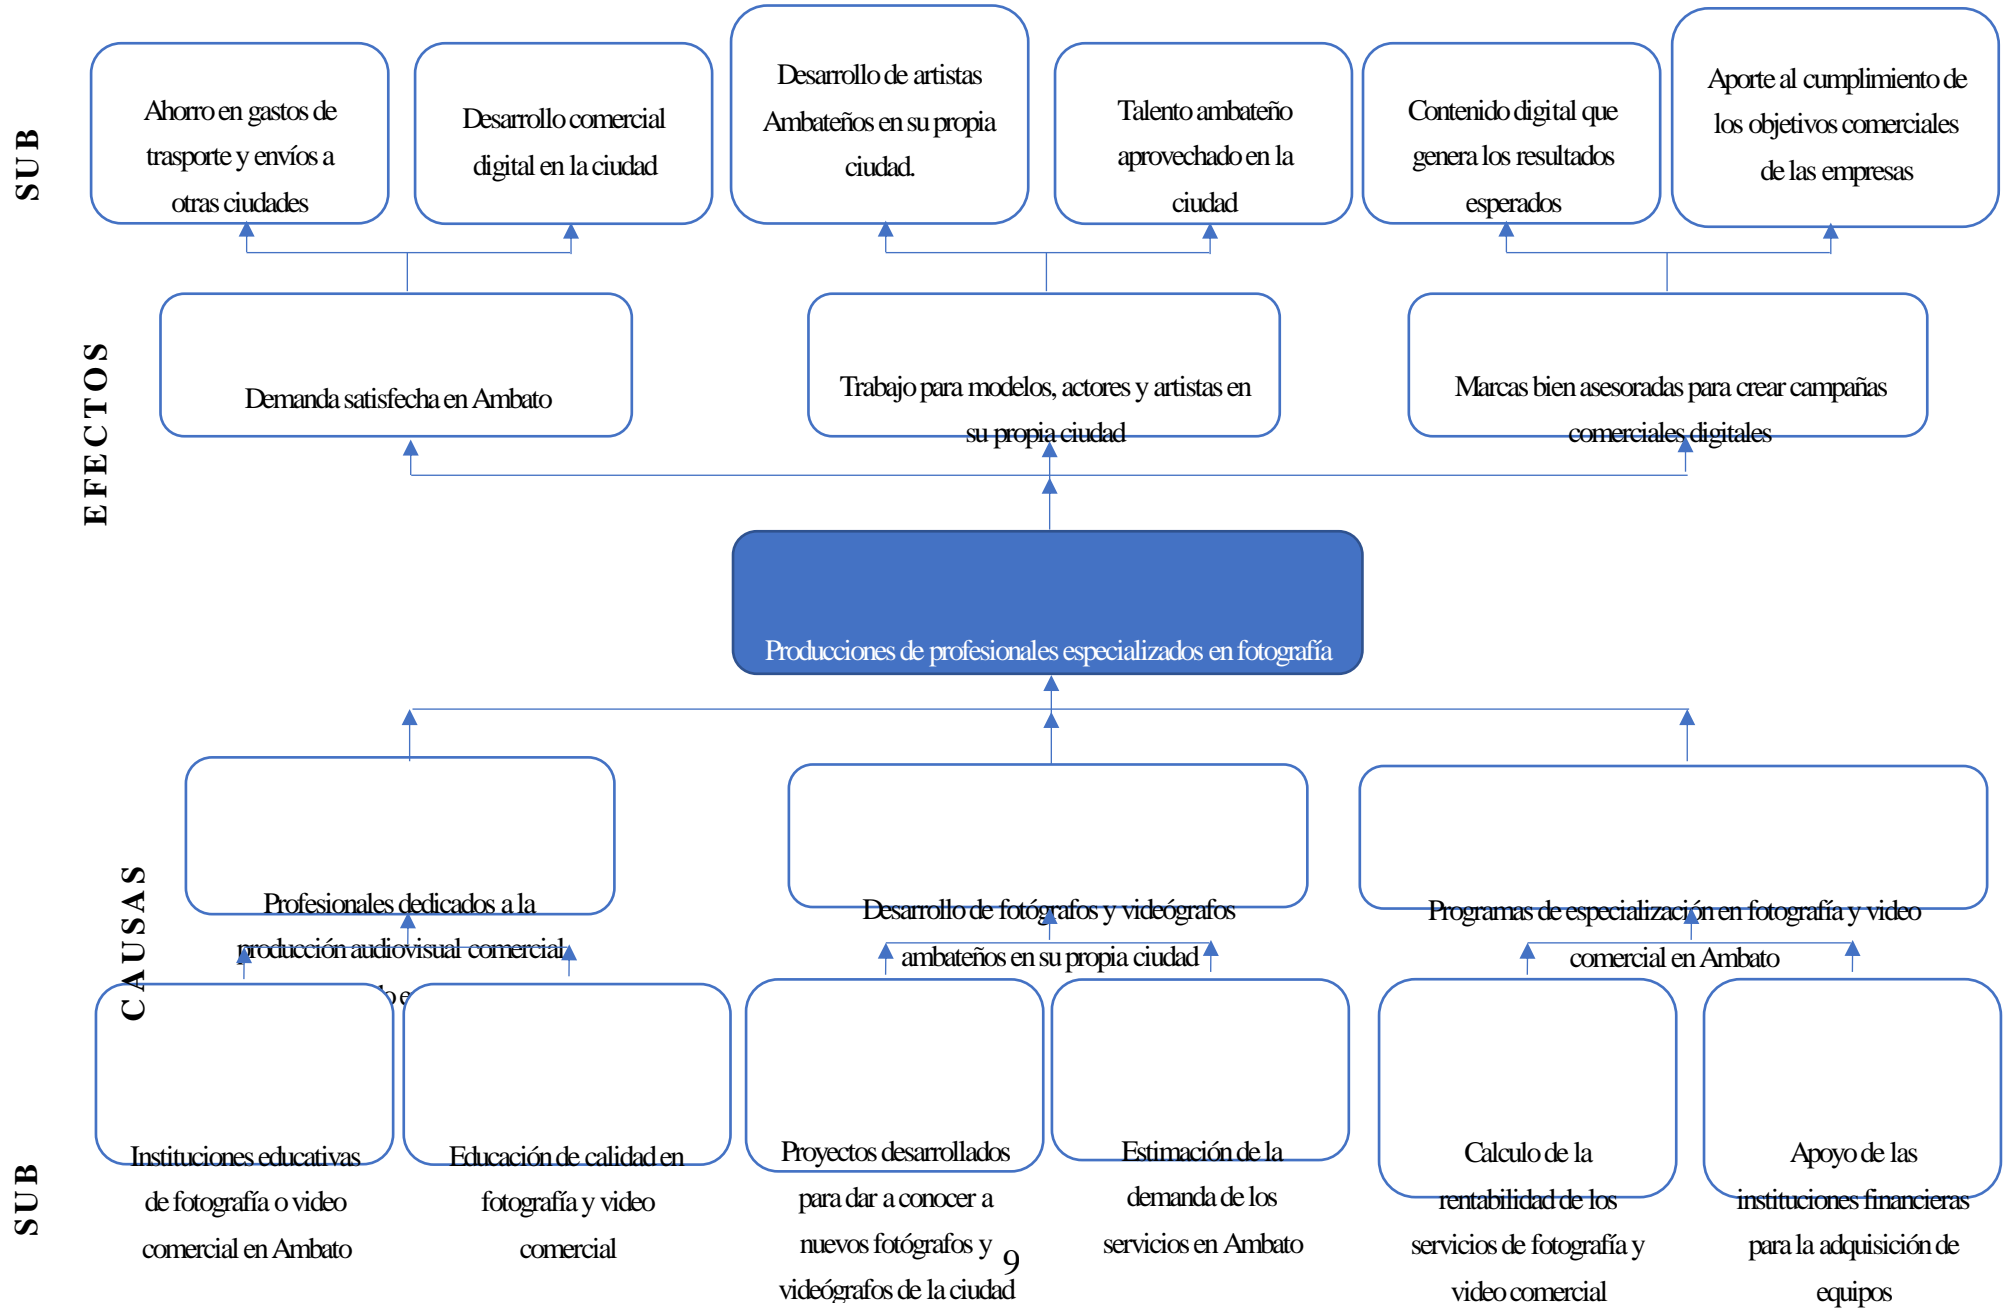 SUB
Ahorro en gastos de
trasporte y envíos a
otras ciudades
Desarrollo comercial
digital en la ciudad
Desarrollo de artistas
Ambateños en su propia
ciudad.
Talento ambateño
aprovechado en la
ciudad
Contenido digital que
genera los resultados
esperados
Aporte al cumplimiento de
los objetivos comerciales
de las empresas
EFECTOS
Demanda satisfecha en Ambato
Trabajo para modelos, actores y artistas en
su propia ciudad
Marcas bien asesoradas para crear campañas
comerciales digitales
Producciones de profesionales especializados en fotografía
CAUSAS
Profesionales dedicados a la
producción audiovisual comercial
Desarrollo de fotógrafos y videógrafos
ambateños en su propia ciudad
Programas de especialización en fotografía y video
comercial en Ambato
SUB
Instituciones educativas
de fotografía o video
comercial en Ambato
Educación de calidad en
fotografía y video
comercial
Proyectos desarrollados
para dar a conocer a
nuevos fotógrafos y
videógrafos de la ciudad
Estimación de la
demanda de los
servicios en Ambato
Calculo de la
rentabilidad de los
servicios de fotografía y
video comercial
Apoyo de las
instituciones financieras
para la adquisición de
equipos
9